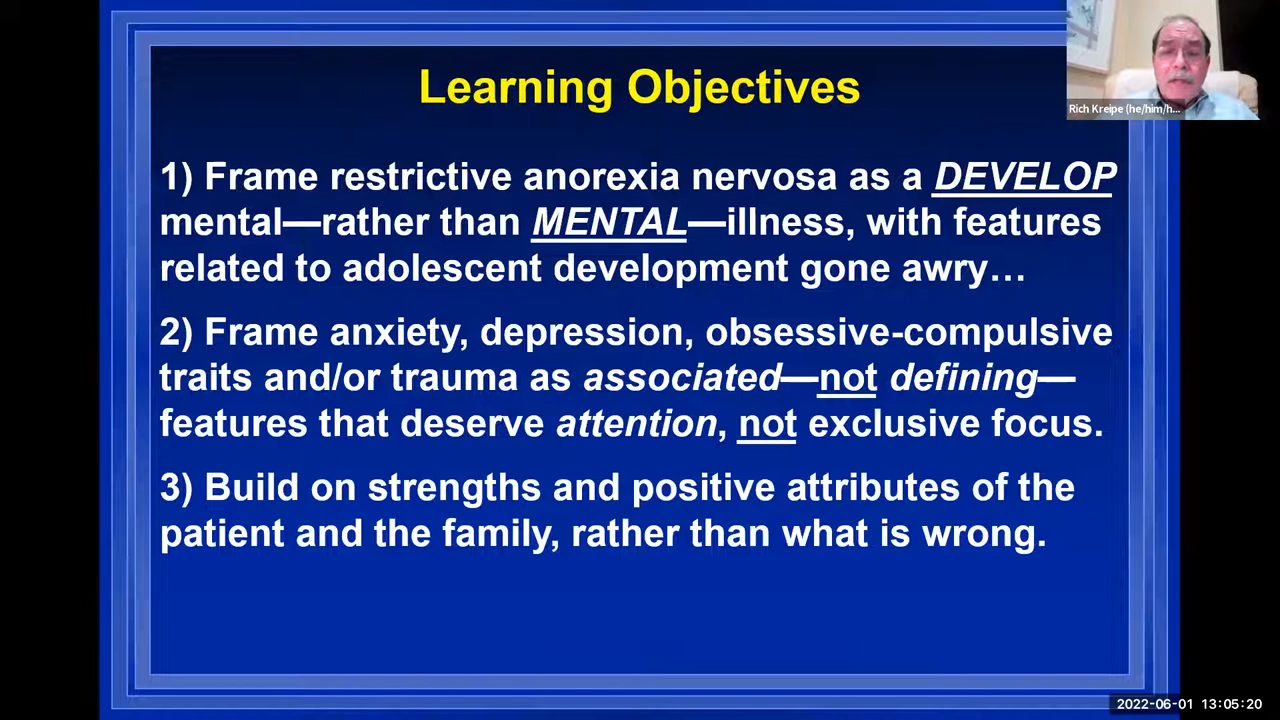 Learning Objectives
1) Frame restrictive anorexia nervosa as a DEVELOP
mental—rather than MENTAL—illness, with features
related to adolescent development gone awry…
2) Frame anxiety, depression, obsessive-compulsive
traits and/or trauma as associated—not defining—
features that deserve attention, not exclusive focus.
3) Build on strengths and positive attributes of the
patient and the family, rather than what is wrong.
Rich Kreipe (he/him/h...
2022-06-01 13:05:20